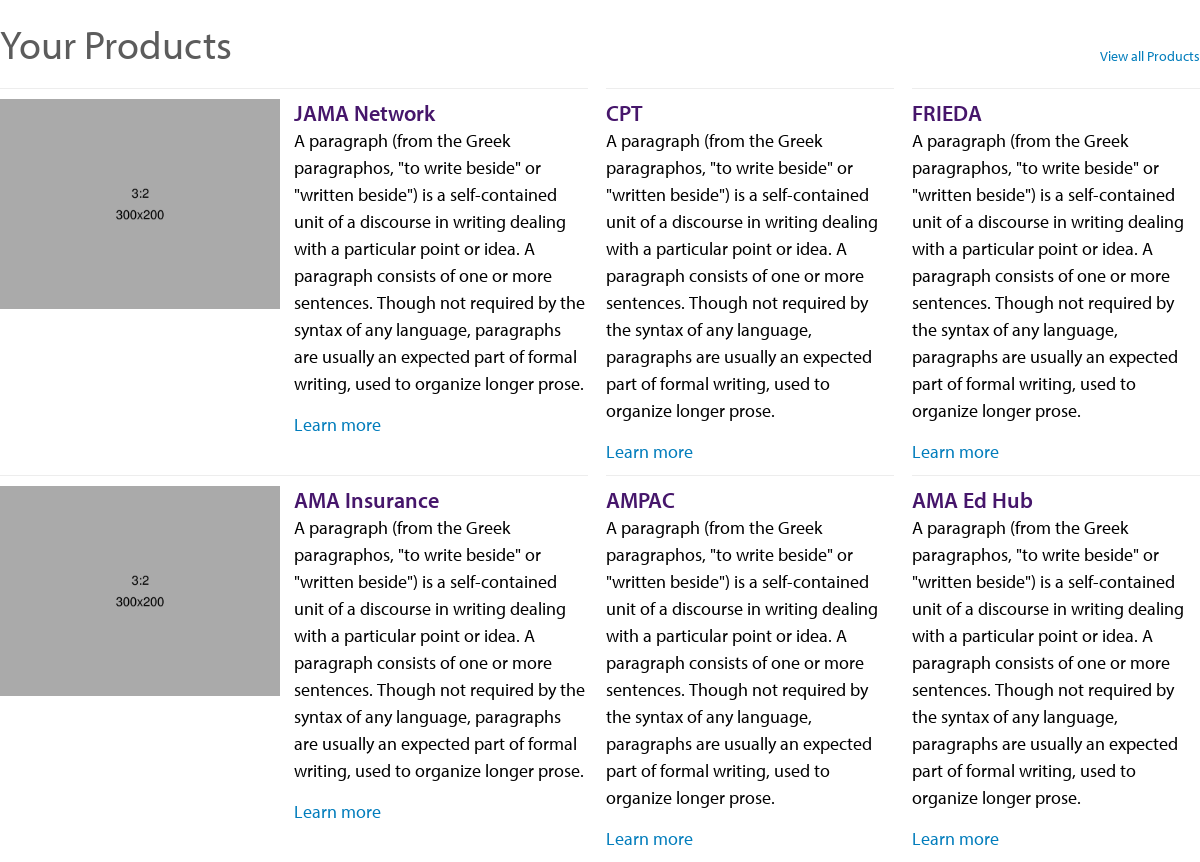 Your Products
View all Products
3:2
300x200
JAMA Network
A paragraph (from the Greek
paragraphos, "to write beside" or
"written beside") is a self-contained
unit of a discourse in writing dealing
with a particular point or idea. A
paragraph consists of one or more
sentences. Though not required by the
syntax of any language, paragraphs
are usually an expected part of formal
writing, used to organize longer prose.
Learn more
CPT
A paragraph (from the Greek
paragraphos, "to write beside" or
"written beside") is a self-contained
unit of a discourse in writing dealing
with a particular point or idea. A
paragraph consists of one or more
sentences. Though not required by
the syntax of any language,
paragraphs are usually an expected
part of formal writing, used to
organize longer prose.
Learn more
FRIEDA
A paragraph (from the Greek
paragraphos, "to write beside" or
"written beside") is a self-contained
unit of a discourse in writing dealing
with a particular point or idea. A
paragraph consists of one or more
sentences. Though not required by
the syntax of any language,
paragraphs are usually an expected
part of formal writing, used to
organize longer prose.
Learn more
3:2
300x200
AMA Insurance
A paragraph (from the Greek
paragraphos, "to write beside" or
"written beside") is a self-contained
unit of a discourse in writing dealing
with a particular point or idea. A
paragraph consists of one or more
sentences. Though not required by the
syntax of any language, paragraphs
are usually an expected part of formal
writing, used to organize longer prose.
Learn more
AMPAC
A paragraph (from the Greek
paragraphos, "to write beside" or
"written beside") is a self-contained
unit of a discourse in writing dealing
with a particular point or idea. A
paragraph consists of one or more
sentences. Though not required by
the syntax of any language,
paragraphs are usually an expected
part of formal writing, used to
organize longer prose.
Learn more
AMA Ed Hub
A paragraph (from the Greek
paragraphos, "to write beside" or
"written beside") is a self-contained
unit of a discourse in writing dealing
with a particular point or idea. A
paragraph consists of one or more
sentences. Though not required by
the syntax of any language,
paragraphs are usually an expected
part of formal writing, used to
organize longer prose.
Learn more